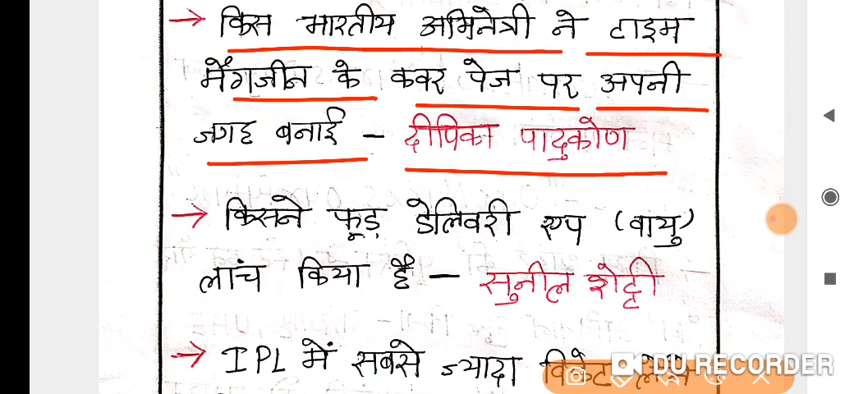 → किस भारतीय अभिनेत्री ने टाइम
मैगजीन के कवर पेज पर अपनी
जगह बनाई – दीपिका पादुकोण
→ किसने फूड डेलिवरी एप (वायु)
लांच किया है – सुनील शेट्टी
→ IPL में सबसे ज्यादा विकेट
DU RECORDER